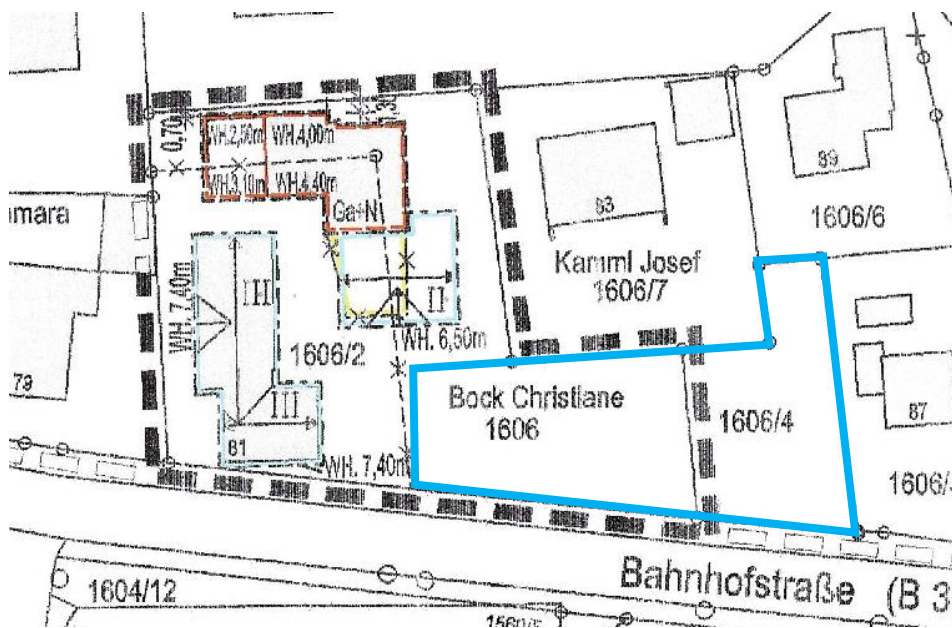 0,70
WH.2,50m WH.4,00m
WH.3,10m WH.4,40m
89
Ga+N
mara
83
1606/6
Kamml Josef
1606/7
WH. 7,40m
III
II
WH. 6,50m
1606/2
79
Bock Christiane
1606
1606/4
87
III
81
WH. 7,40m
1606/
Bahnhofstraße (B 3
1604/12